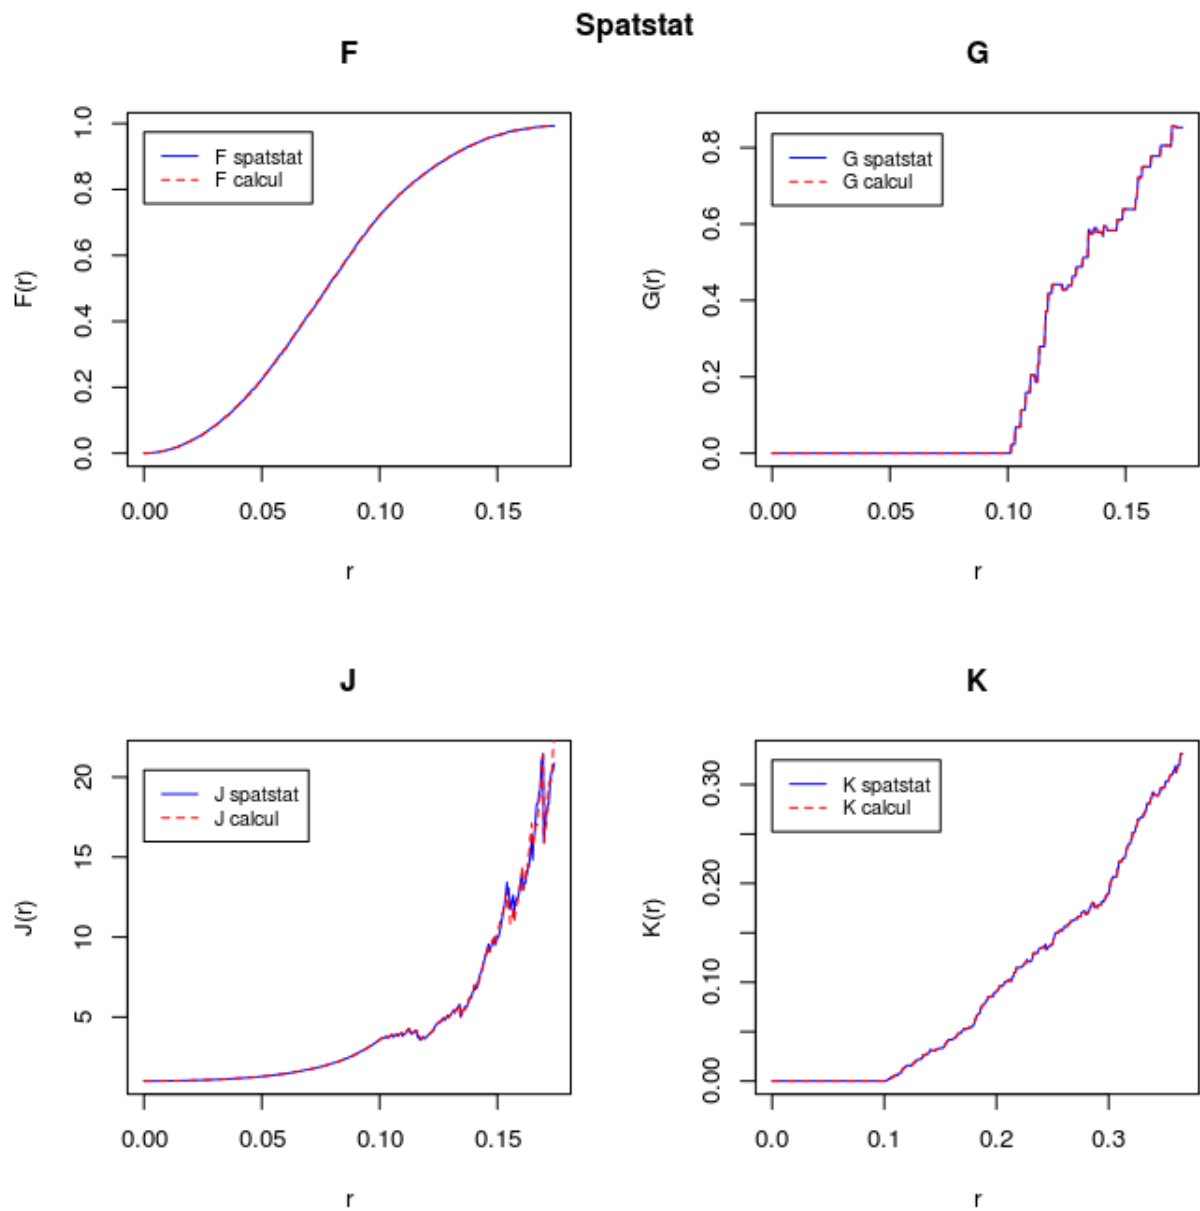 Spatstat
F
F(r)
1.0
0.8
0.6
0.4
0.2
0.0
F spatstat
F calcul
0.00 0.05 0.10 0.15
r
G
G(r)
0.8
0.6
0.4
0.2
0.0
G spatstat
G calcul
0.00 0.05 0.10 0.15
r
J
J(r)
20
15
10
5
J spatstat
J calcul
0.00 0.05 0.10 0.15
r
K
K(r)
0.30
0.20
0.10
0.00
K spatstat
K calcul
0.0 0.1 0.2 0.3
r